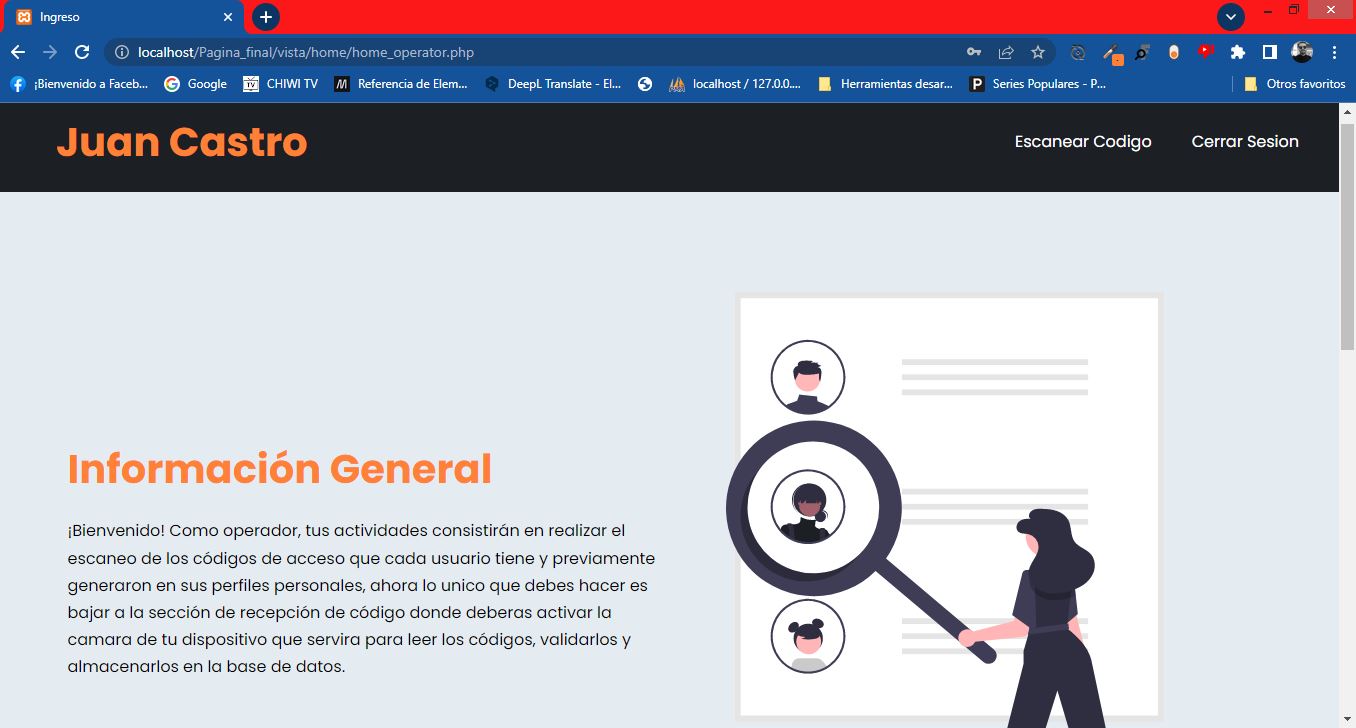 Ingreso
localhost/Pagina_final/vista/home/home_operator.php
¡Bienvenido a Faceb... Google CHIWI TV Referencia de Elem... DeepL Translate - El... localhost / 127.0.0.... Herramientas desar... Series Populares - P... Otros favoritos
Juan Castro
Escanear Codigo Cerrar Sesion
Información General
¡Bienvenido! Como operador, tus actividades consistirán en realizar el
escaneo de los códigos de acceso que cada usuario tiene y previamente
generaron en sus perfiles personales, ahora lo unico que debes hacer es
bajar a la sección de recepción de código donde deberas activar la
camara de tu dispositivo que servira para leer los códigos, validarlos y
almacenarlos en la base de datos.